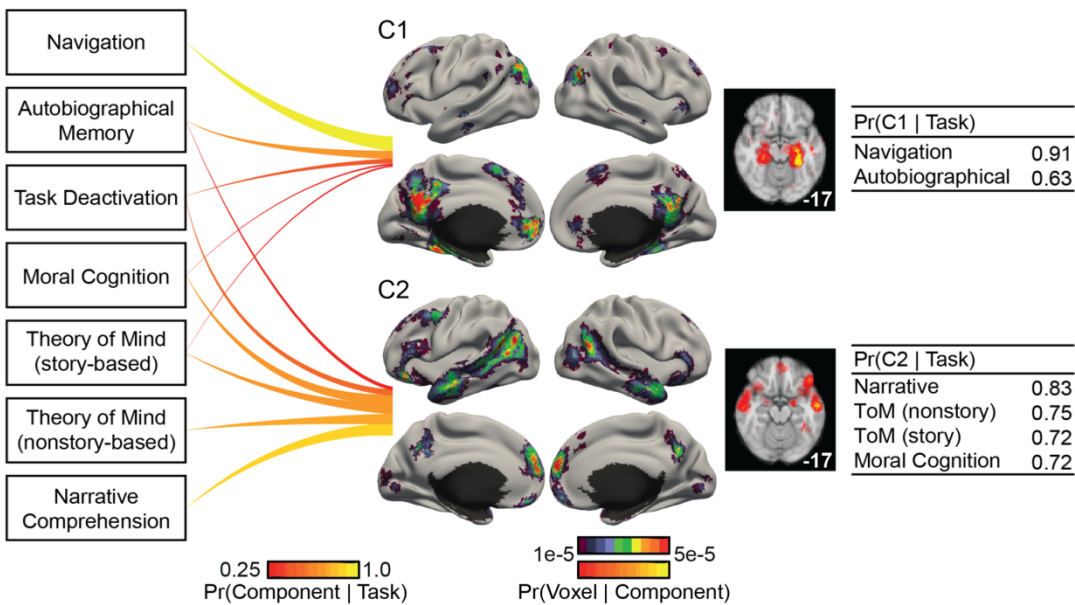 Navigation
Autobiographical
Memory
Task Deactivation
Moral Cognition
Theory of Mind
(story-based)
Theory of Mind
(nonstory-based)
Narrative
Comprehension
0.25
1.0
Pr(Component | Task)
C1
C2
1e-5
5e-5
Pr(Voxel | Component)
-17
Pr(C1 | Task)
Navigation 0.91
Autobiographical 0.63
-17
Pr(C2 | Task)
Narrative 0.83
ToM (nonstory) 0.75
ToM (story) 0.72
Moral Cognition 0.72